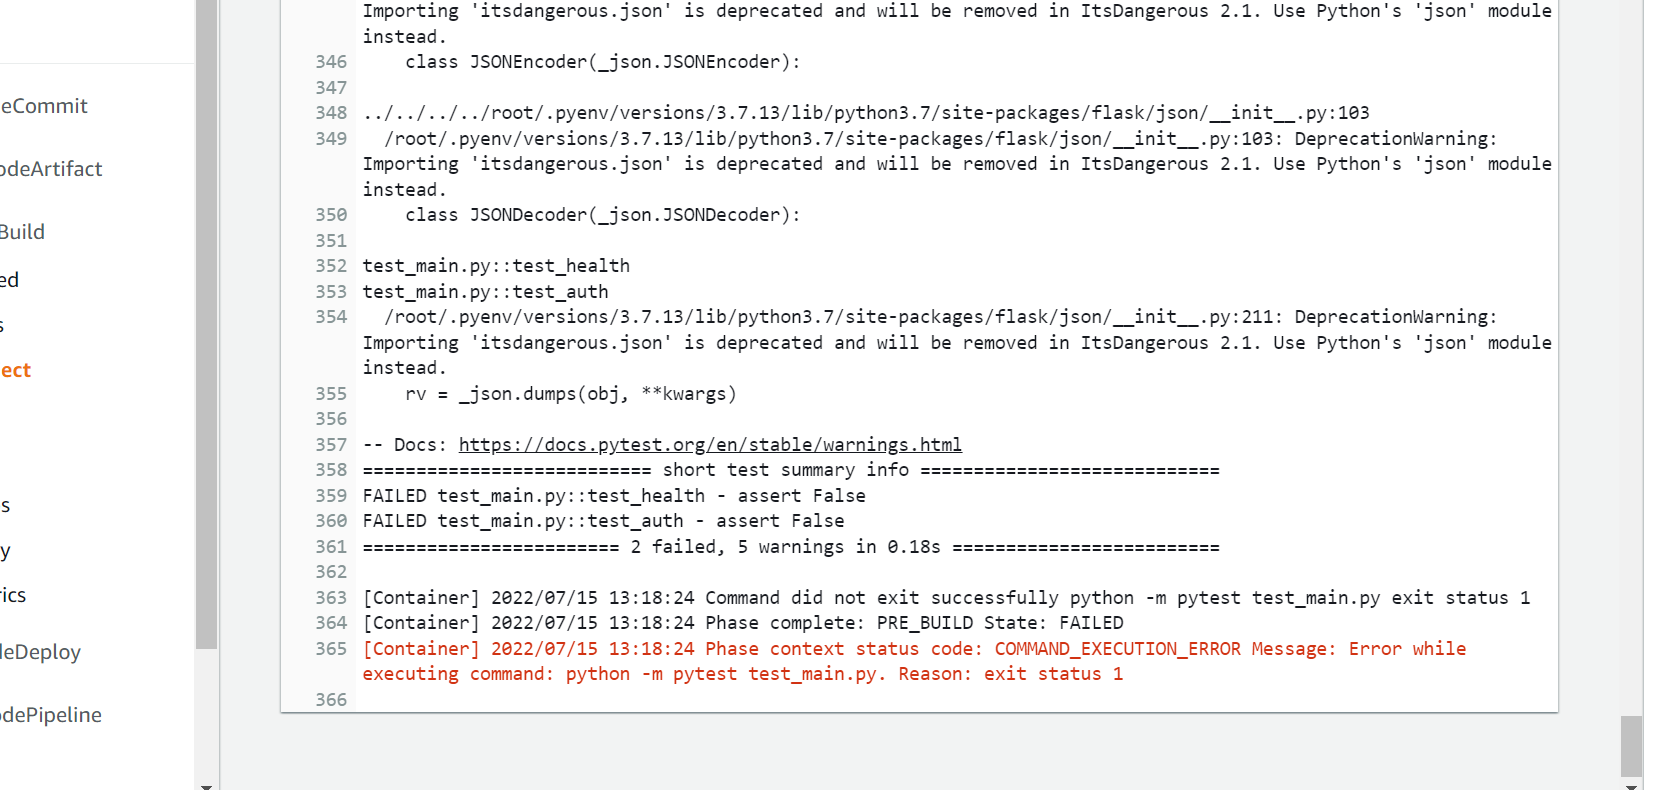 Importing 'itsdangerous.json' is deprecated and will be removed in ItsDangerous 2.1. Use Python's 'json' module
instead.
346 class JSONEncoder(_json.JSONEncoder):
347
348 ../../../../root/.pyenv/versions/3.7.13/lib/python3.7/site-packages/flask/json/__init__.py:103
349 /root/.pyenv/versions/3.7.13/lib/python3.7/site-packages/flask/json/__init__.py:103: DeprecationWarning:
Importing 'itsdangerous.json' is deprecated and will be removed in ItsDangerous 2.1. Use Python's 'json' module
instead.
350 class JSONDecoder(_json.JSONDecoder):
351
352 test_main.py::test_health
353 test_main.py::test_auth
354 /root/.pyenv/versions/3.7.13/lib/python3.7/site-packages/flask/json/__init__.py:211: DeprecationWarning:
Importing 'itsdangerous.json' is deprecated and will be removed in ItsDangerous 2.1. Use Python's 'json' module
instead.
355 rv = _json.dumps(obj, **kwargs)
356
357 -- Docs: https://docs.pytest.org/en/stable/warnings.html
358 =========================== short test summary info ============================
359 FAILED test_main.py::test_health - assert False
360 FAILED test_main.py::test_auth - assert False
361 ======================== 2 failed, 5 warnings in 0.18s =========================
362
363 [Container] 2022/07/15 13:18:24 Command did not exit successfully python -m pytest test_main.py exit status 1
364 [Container] 2022/07/15 13:18:24 Phase complete: PRE_BUILD State: FAILED
365 [Container] 2022/07/15 13:18:24 Phase context status code: COMMAND_EXECUTION_ERROR Message: Error while
executing command: python -m pytest test_main.py. Reason: exit status 1
366
eCommit
odeArtifact
Build
ed
s
ect
s
y
rics
deDeploy
odePipeline